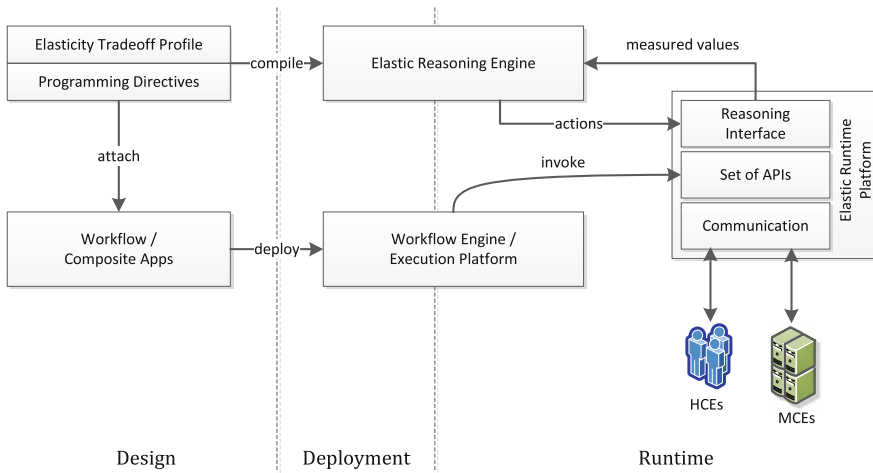 Elasticity Tradeoff Profile
Programming Directives
compile
Elastic Reasoning Engine
measured values
actions
Reasoning
Interface
Set of APIs
Communication
Elastic Runtime
Platform
attach
invoke
Workflow /
Composite Apps
deploy
Workflow Engine /
Execution Platform
HCEs
MCEs
Design
Deployment
Runtime